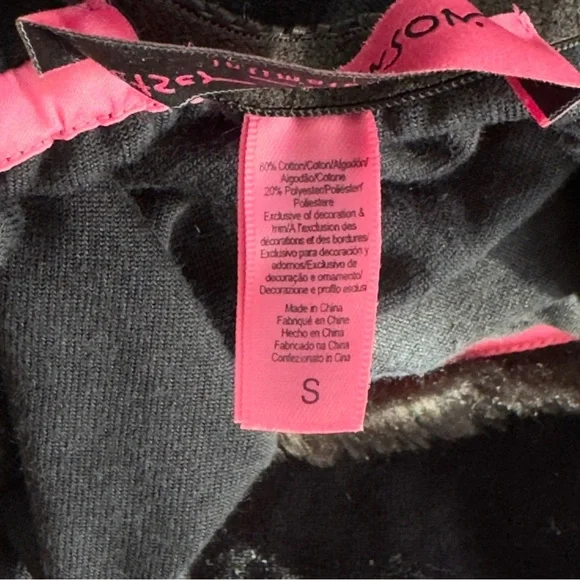 60% Cotton/Coton/Algodón/
Algodão/Cotone
20% Polyester/Poliéster/
Poliestere
Exclusive of decoration &
trim/A l'exclusion des
décorations et des bordures/
Exclusivo para decoración y
adornos/Exclusivo de
decoração e ornamento/
Decorazione e profilo esclusi
Made in China
Fabriqué en Chine
Hecho en China
Fabricado na China
Confezionato in Cina
S